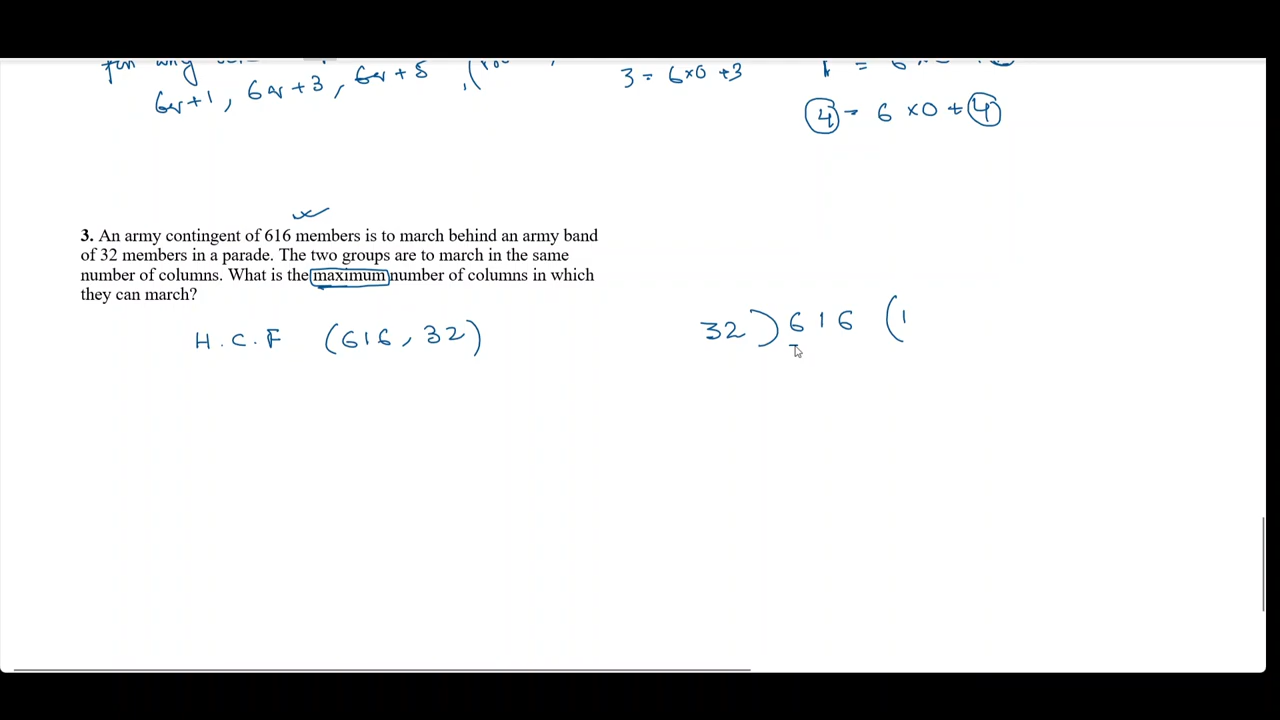 6q+1, 6q+3, 6q+5,
3 = 6×0 +3
4 = 6 ×0 + 4
3. An army contingent of 616 members is to march behind an army band
of 32 members in a parade. The two groups are to march in the same
number of columns. What is the maximum number of columns in which
they can march?
H.C.F (616, 32)
32 ) 616 ( 1